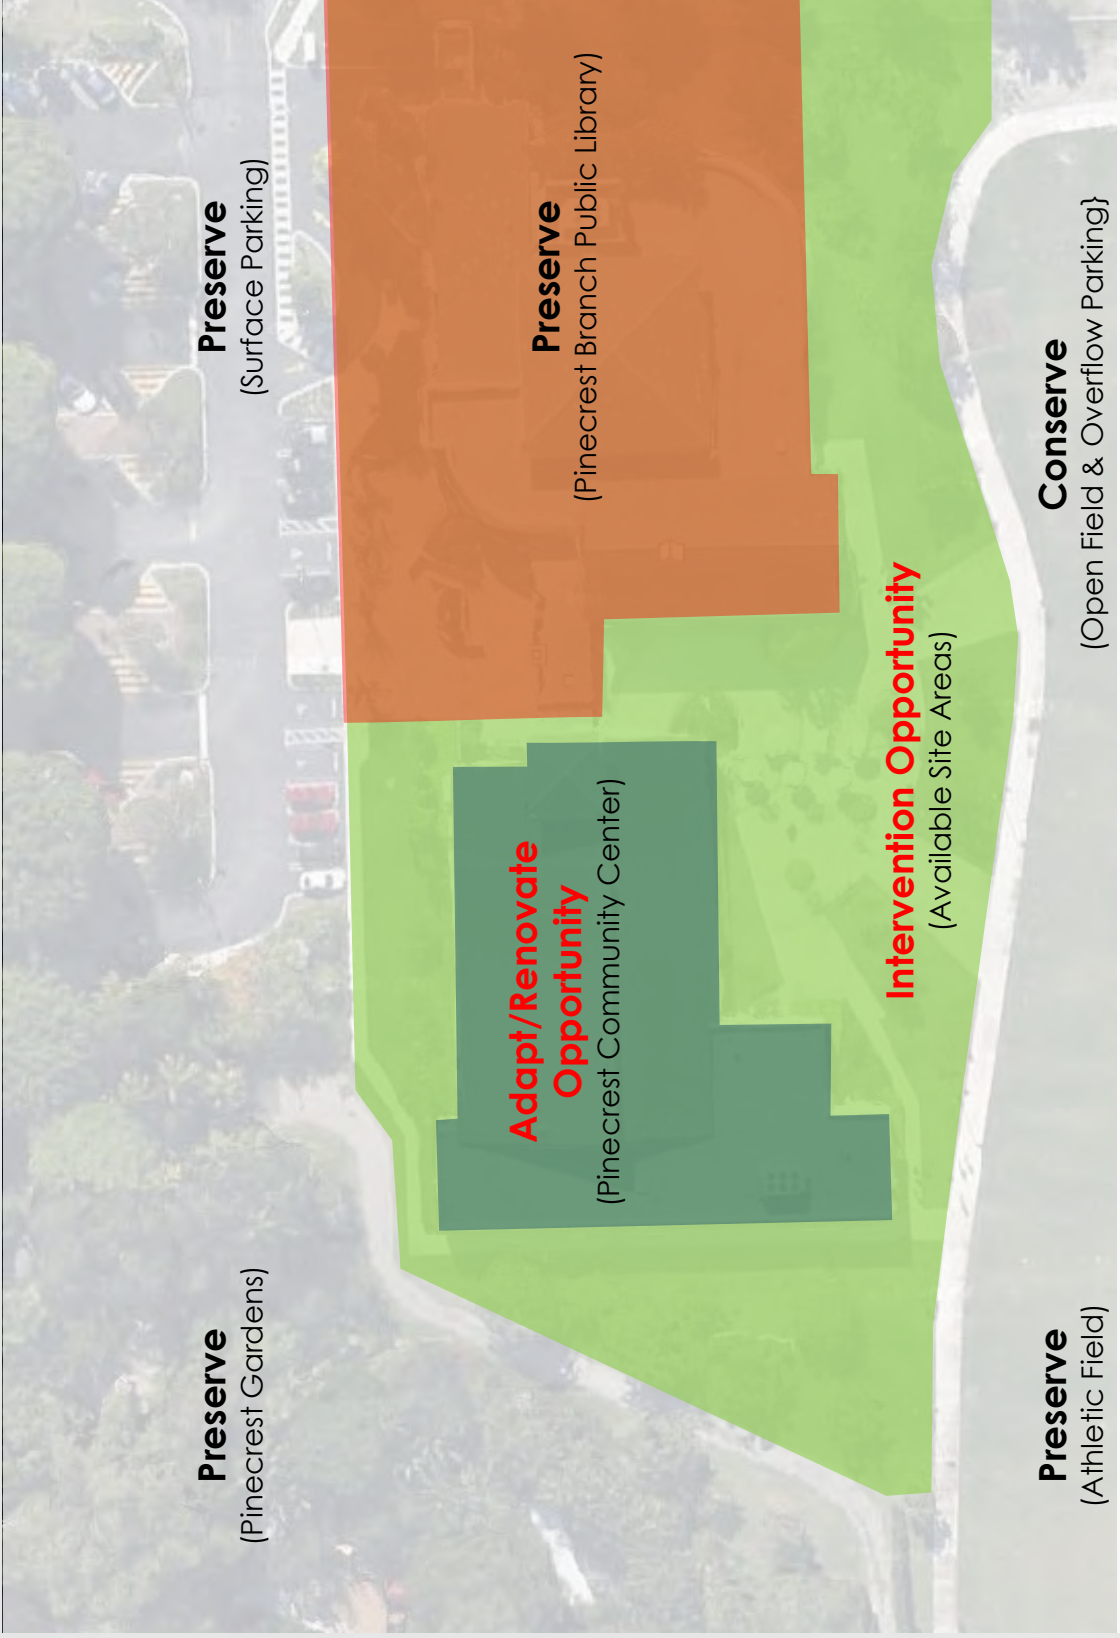 Preserve
(Pinecrest Gardens)
Preserve
(Surface Parking)
Adapt/Renovate
Opportunity
(Pinecrest Community Center)
Preserve
(Pinecrest Branch Public Library)
Intervention Opportunity
(Available Site Areas)
Preserve
(Athletic Field)
Conserve
(Open Field & Overflow Parking}